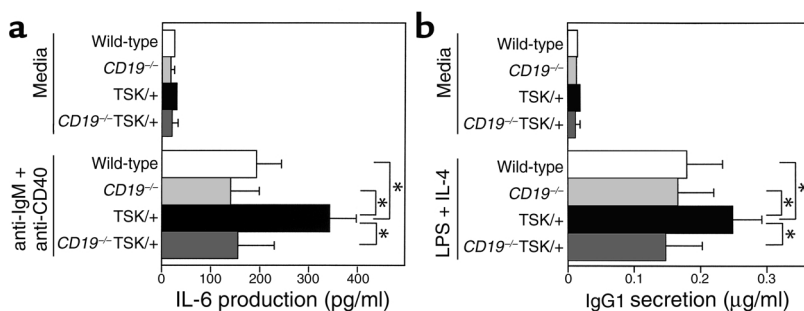 a
Media
Wild-type
CD19⁻/⁻
TSK/+
CD19⁻/⁻TSK/+
anti-IgM +
anti-CD40
Wild-type
CD19⁻/⁻
TSK/+
CD19⁻/⁻TSK/+
*
*
*
0 100 200 300 400
IL-6 production (pg/ml)
b
Media
Wild-type
CD19⁻/⁻
TSK/+
CD19⁻/⁻TSK/+
LPS + IL-4
Wild-type
CD19⁻/⁻
TSK/+
CD19⁻/⁻TSK/+
*
*
*
0 0.1 0.2 0.3
IgG1 secretion (µg/ml)